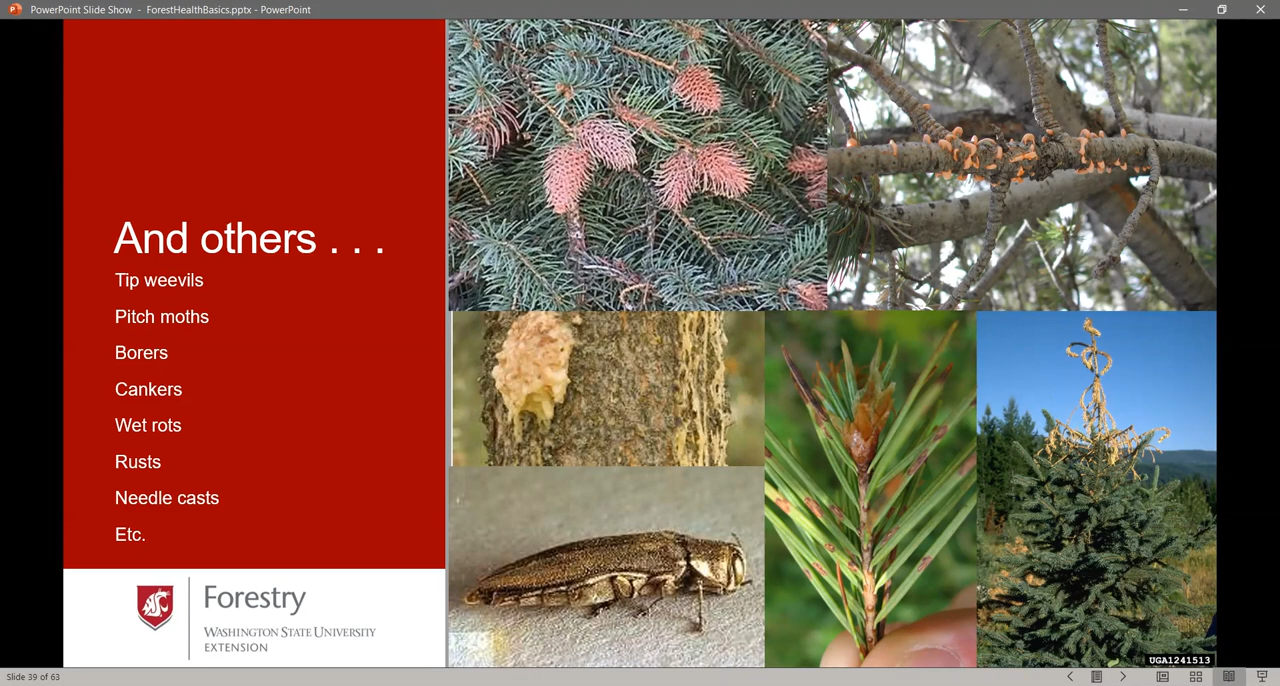 PowerPoint Slide Show - ForestHealthBasics.pptx - PowerPoint
And others . . .
Tip weevils
Pitch moths
Borers
Cankers
Wet rots
Rusts
Needle casts
Etc.
Forestry
WASHINGTON STATE UNIVERSITY
EXTENSION
UGA1241513
Slide 39 of 63